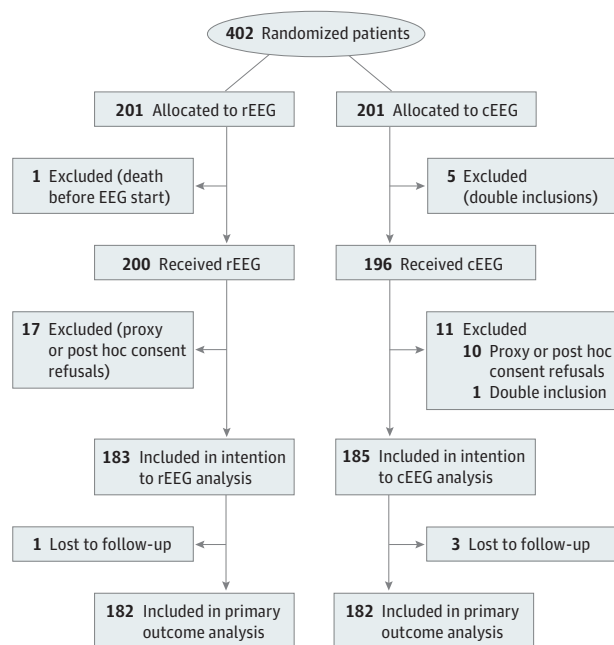 402 Randomized patients
201 Allocated to rEEG
201 Allocated to cEEG
1 Excluded (death
before EEG start)
5 Excluded
(double inclusions)
200 Received rEEG
196 Received cEEG
17 Excluded (proxy
or post hoc consent
refusals)
11 Excluded
10 Proxy or post hoc
consent refusals
1 Double inclusion
183 Included in intention
to rEEG analysis
185 Included in intention
to cEEG analysis
1 Lost to follow-up
3 Lost to follow-up
182 Included in primary
outcome analysis
182 Included in primary
outcome analysis